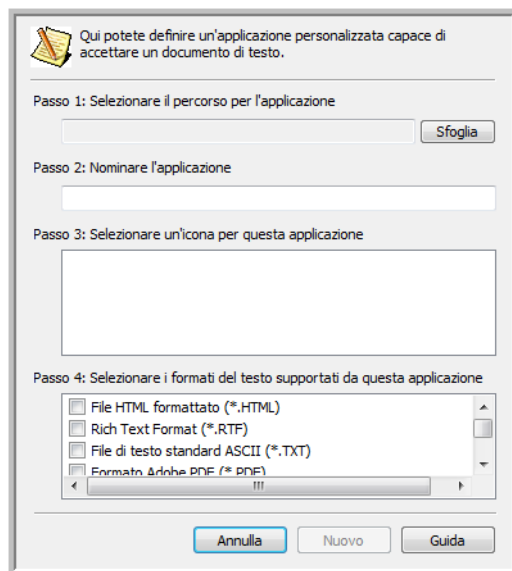 Qui potete definire un'applicazione personalizzata capace di
accettare un documento di testo.
Passo 1: Selezionare il percorso per l'applicazione
Sfoglia
Passo 2: Nominare l'applicazione
Passo 3: Selezionare un'icona per questa applicazione
Passo 4: Selezionare i formati del testo supportati da questa applicazione
File HTML formattato (*.HTML)
Rich Text Format (*.RTF)
File di testo standard ASCII (*.TXT)
Formato Adobe PDF (*.PDF)
Annulla Nuovo Guida